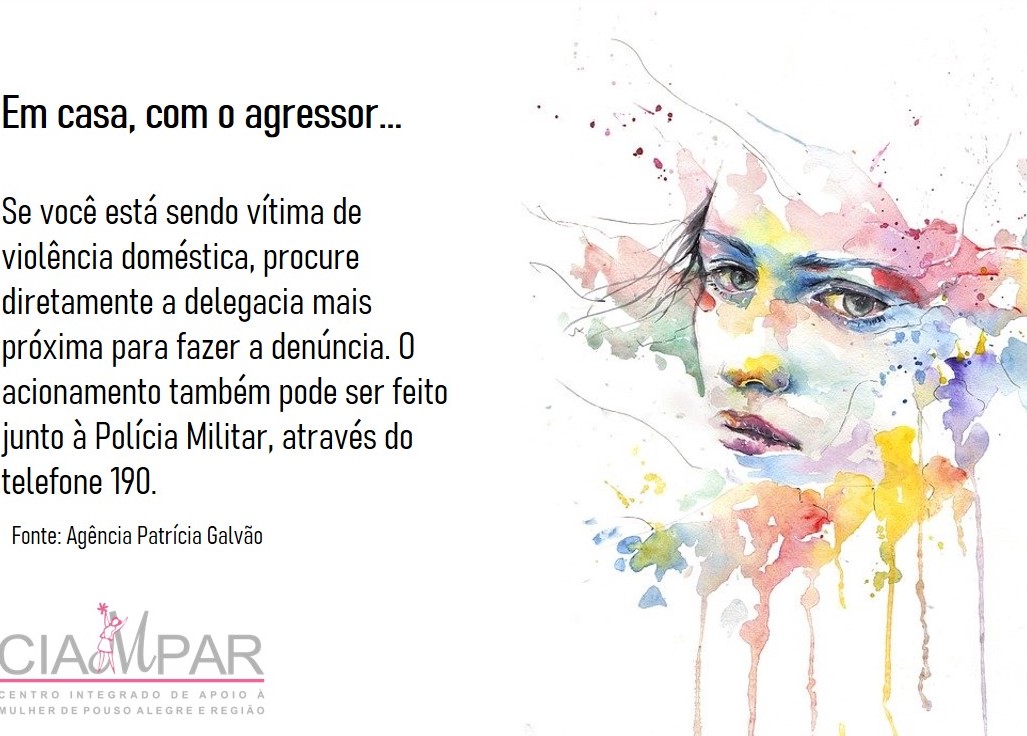 Em casa, com o agressor...
Se você está sendo vítima de
violência doméstica, procure
diretamente a delegacia mais
próxima para fazer a denúncia. O
acionamento também pode ser feito
junto à Polícia Militar, através do
telefone 190.
Fonte: Agência Patrícia Galvão
CIAMPAR
CENTRO INTEGRADO DE APOIO À
MULHER DE POUSO ALEGRE E REGIÃO